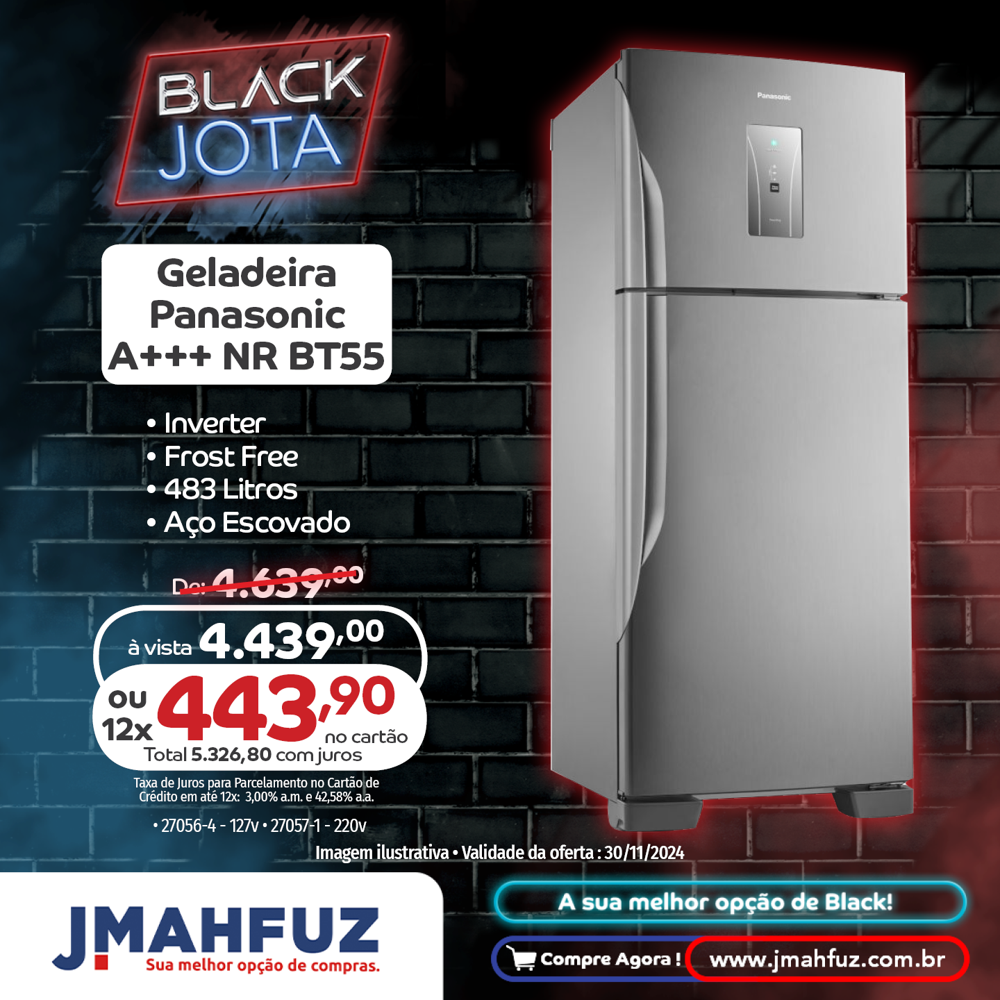 BLACK
JOTA
Panasonic
Geladeira
Panasonic
A+++ NR BT55
• Inverter
• Frost Free
• 483 Litros
• Aço Escovado
De: 4.639,00
à vista 4.439,00
ou 12x 443,90 no cartão
Total 5.326,80 com juros
Taxa de Juros para Parcelamento no Cartão de
Crédito em até 12x: 3,00% a.m. e 42,58% a.a.
• 27056-4 - 127v • 27057-1 - 220v
Imagem ilustrativa • Validade da oferta : 30/11/2024
JMAHFUZ
Sua melhor opção de compras.
A sua melhor opção de Black!
Compre Agora !
www.jmahfuz.com.br